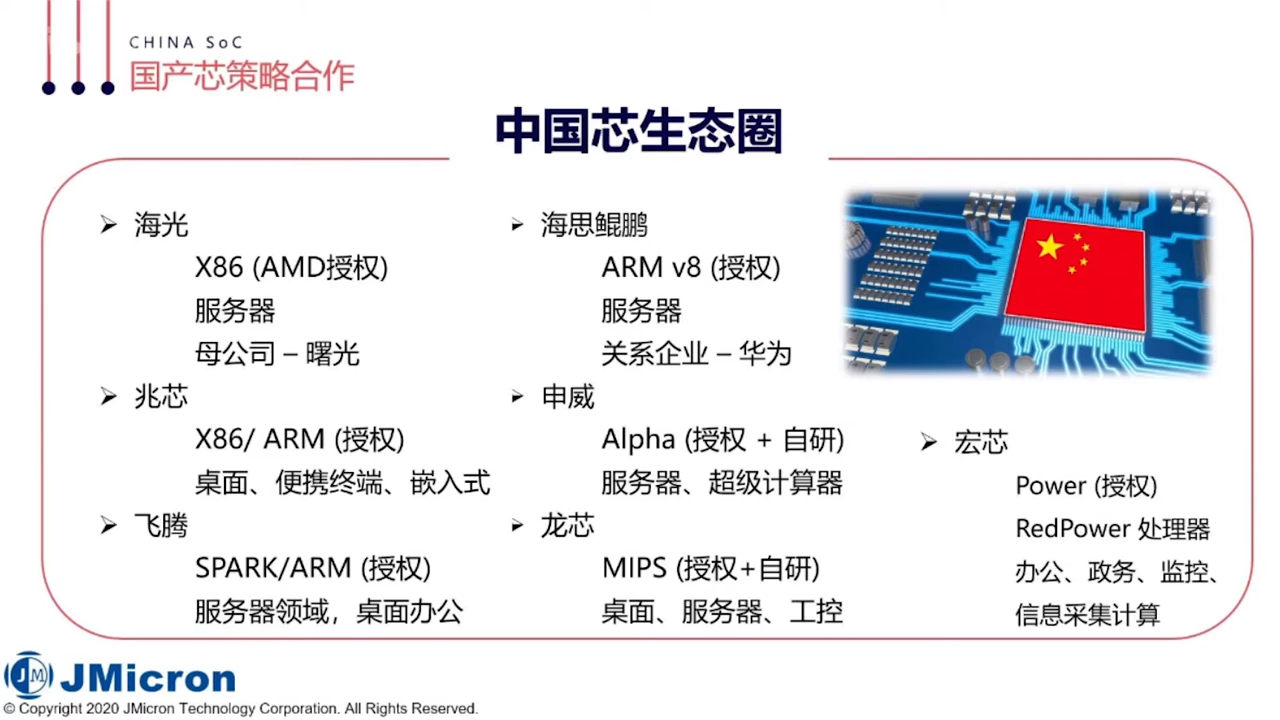 CHINA SoC
国产芯策略合作
中国芯生态圈
海光
X86 (AMD授权)
服务器
母公司 – 曙光
兆芯
X86/ ARM (授权)
桌面、便携终端、嵌入式
飞腾
SPARK/ARM (授权)
服务器领域，桌面办公
海思鲲鹏
ARM v8 (授权)
服务器
关系企业 – 华为
申威
Alpha (授权 + 自研)
服务器、超级计算器
龙芯
MIPS (授权+自研)
桌面、服务器、工控
宏芯
Power (授权)
RedPower 处理器
办公、政务、监控、
信息采集计算
JM JMicron
© Copyright 2020 JMicron Technology Corporation. All Rights Reserved.